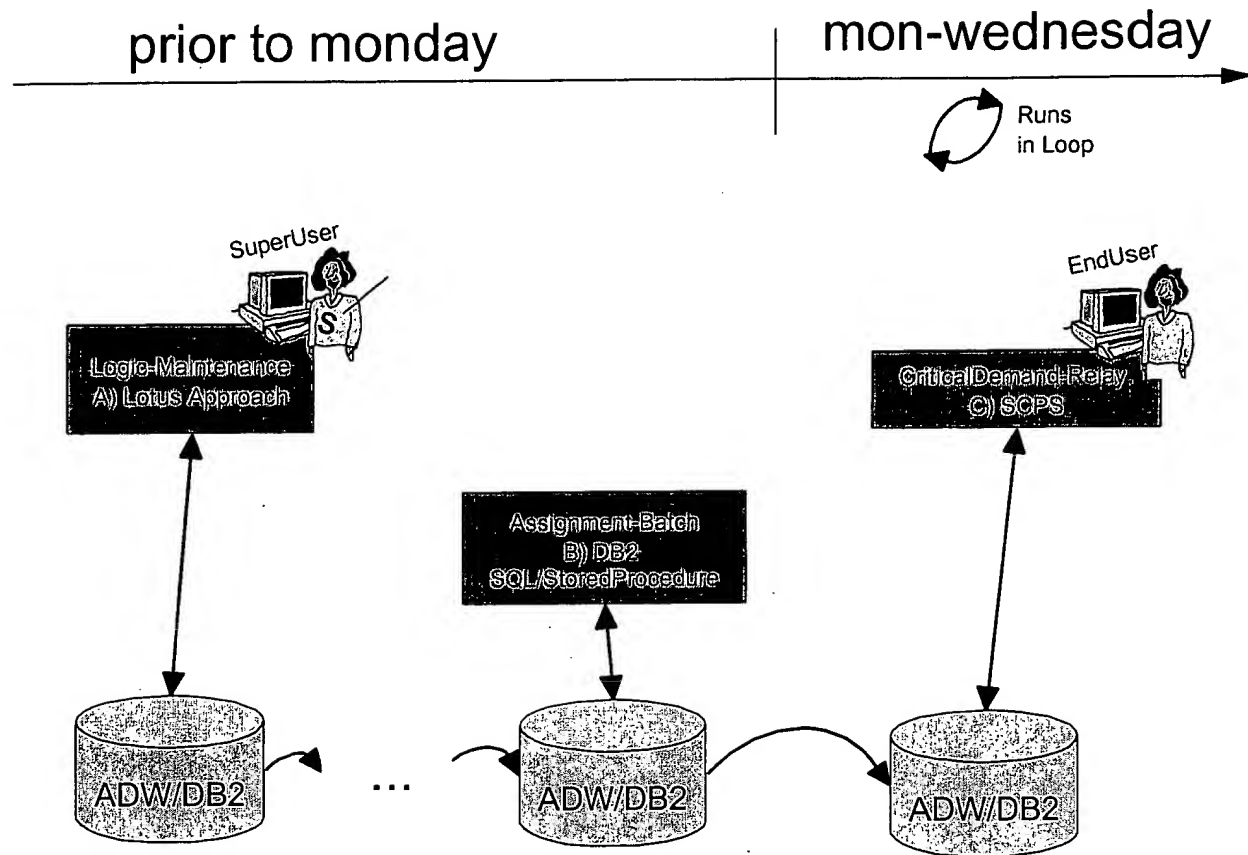 prior to monday
mon-wednesday
Runs
in Loop
SuperUser
S
EndUser
Logic-Maintenance
A) Lotus Approach
CriticalDemand-Relay
C) SCPS
Assignment-Batch
B) DB2
SQL/StoredProcedure
ADW/DB2
...
ADW/DB2
ADW/DB2